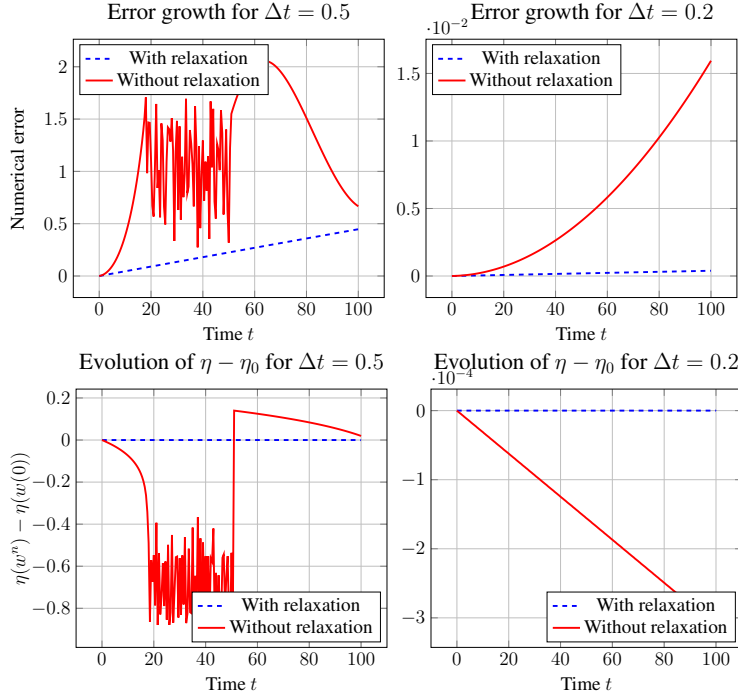 Error growth for Δt = 0.5
2
1.5
1
0.5
0
Numerical error
0 20 40 60 80 100
Time t
With relaxation
Without relaxation
Error growth for Δt = 0.2
·10⁻²
1.5
1
0.5
0
0 20 40 60 80 100
Time t
With relaxation
Without relaxation
Evolution of η − η₀ for Δt = 0.5
0.2
0
−0.2
−0.4
−0.6
−0.8
η(wⁿ) − η(w(0))
0 20 40 60 80 100
Time t
With relaxation
Without relaxation
Evolution of η − η₀ for Δt = 0.2
·10⁻⁴
0
−1
−2
−3
0 20 40 60 80 100
Time t
With relaxation
Without relaxation